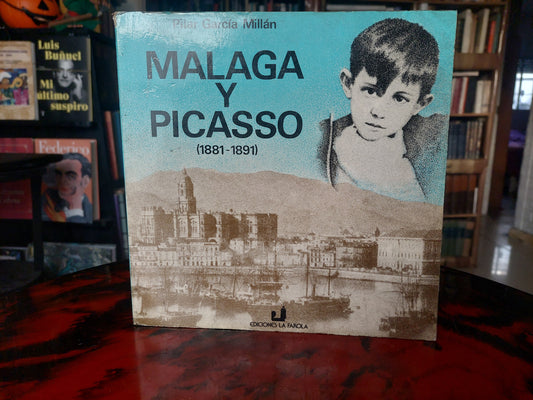 Pilar García Millán
MALAGA
Y
PICASSO
(1881-1891)
EDICIONES LA FAROLA
Luis
Buñuel
Mi
último
suspiro
Federico